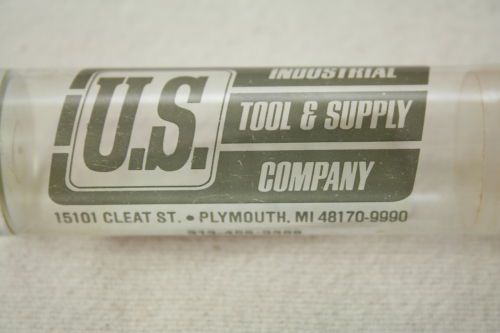 U.S.
INDUSTRIAL
TOOL & SUPPLY
COMPANY
15101 CLEAT ST. • PLYMOUTH, MI 48170-9990